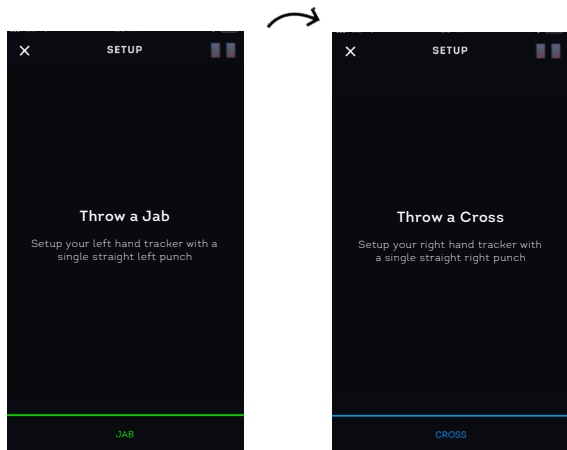 SETUP
Throw a Jab
Setup your left hand tracker with a
single straight left punch
JAB
SETUP
Throw a Cross
Setup your right hand tracker with
a single straight right punch
CROSS